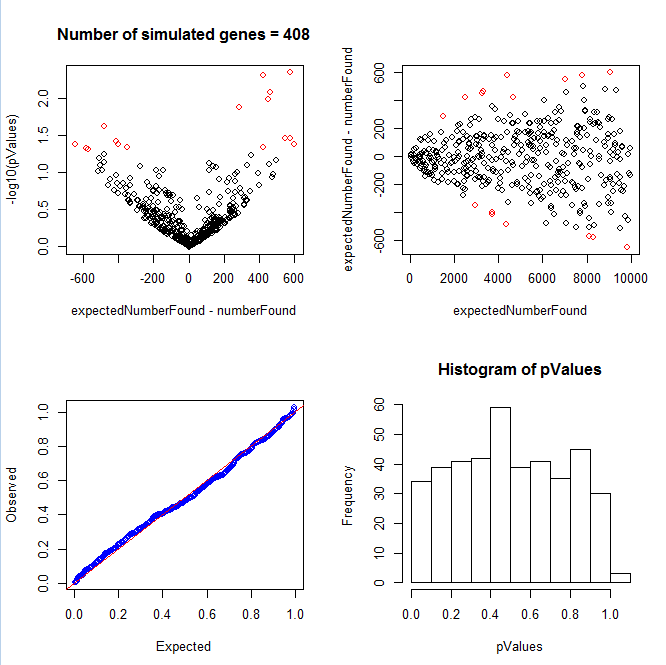 Number of simulated genes = 408
-log10(pValues)
0.0 0.5 1.0 1.5 2.0
-600 -200 0 200 400 600
expectedNumberFound - numberFound
expectedNumberFound - numberFound
-600 -200 0 200 600
0 2000 4000 6000 8000 10000
expectedNumberFound
Observed
0.0 0.2 0.4 0.6 0.8 1.0
0.0 0.2 0.4 0.6 0.8 1.0
Expected
Histogram of pValues
Frequency
0 10 20 30 40 50 60
0.0 0.2 0.4 0.6 0.8 1.0
pValues